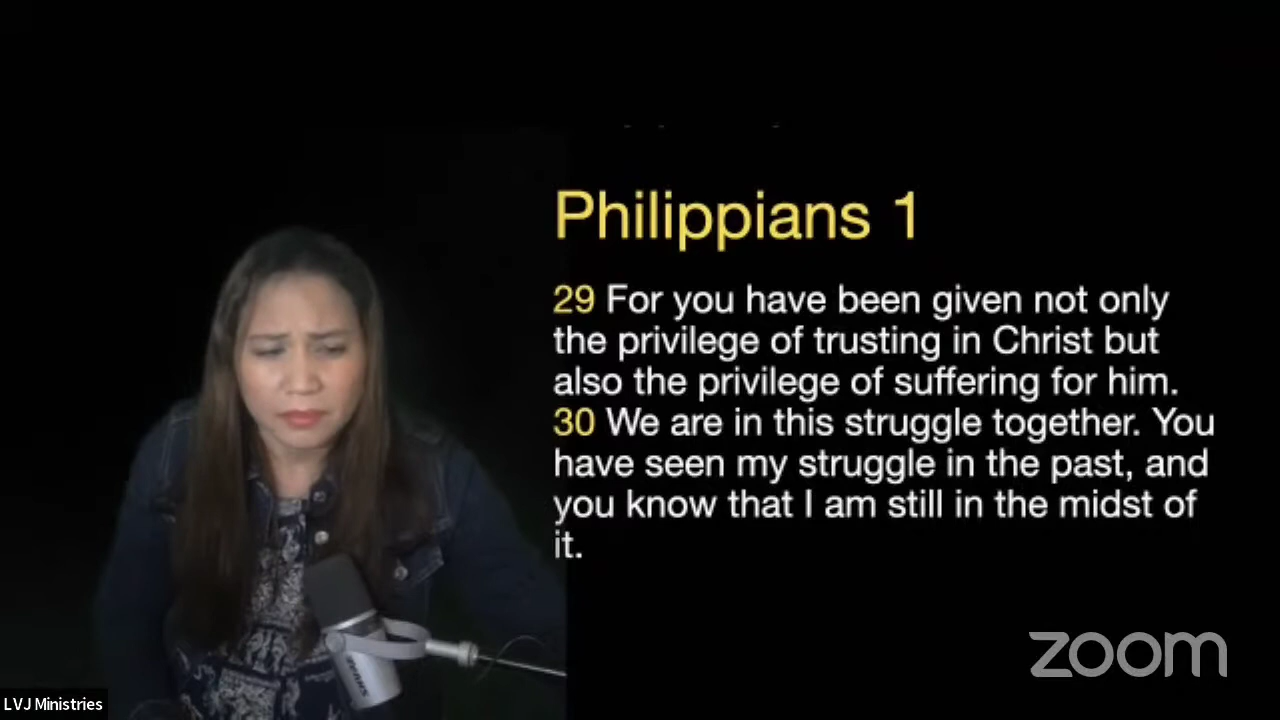 Philippians 1
29 For you have been given not only
the privilege of trusting in Christ but
also the privilege of suffering for him.
30 We are in this struggle together. You
have seen my struggle in the past, and
you know that I am still in the midst of
it.
SHURE
zoom
LVJ Ministries